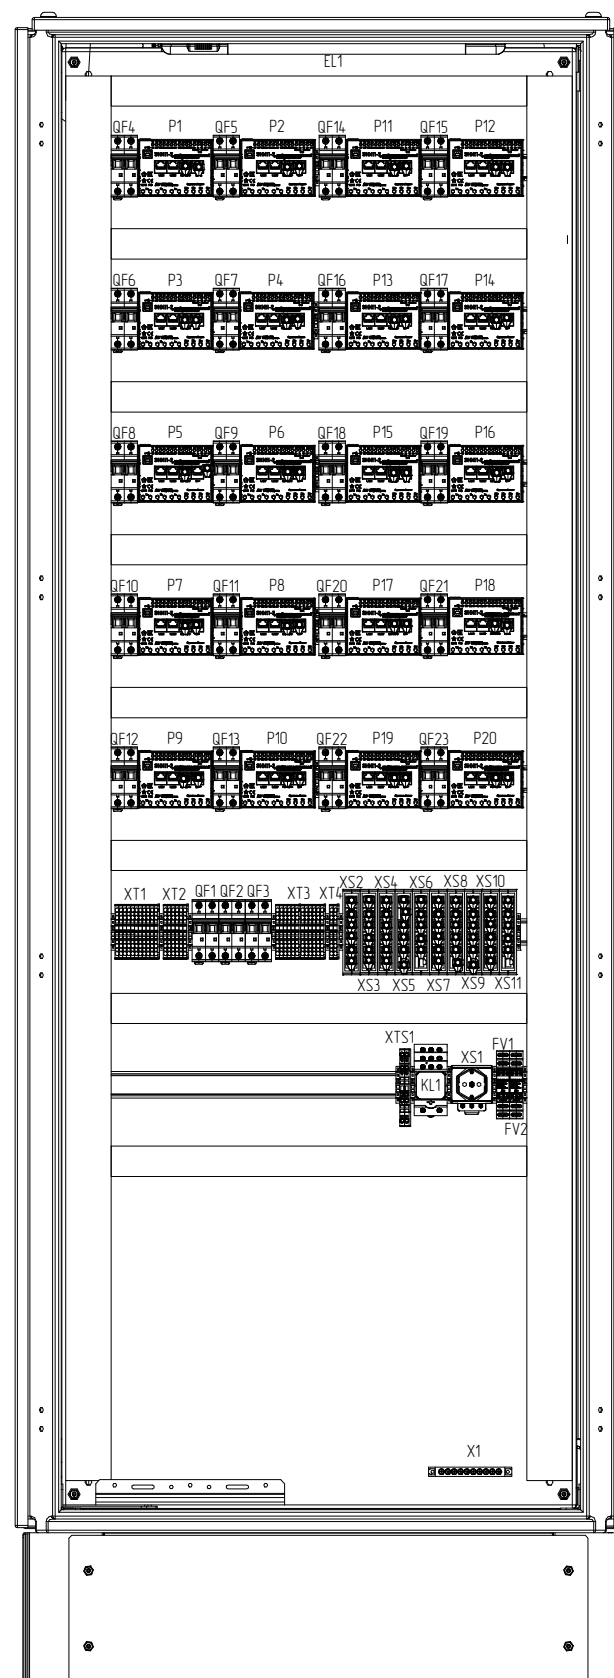 EL1
QF4 P1 QF5 P2 QF14 P11 QF15 P12
QF6 P3 QF7 P4 QF16 P13 QF17 P14
QF8 P5 QF9 P6 QF18 P15 QF19 P16
QF10 P7 QF11 P8 QF20 P17 QF21 P18
QF12 P9 QF13 P10 QF22 P19 QF23 P20
XT1 XT2 QF1 QF2 QF3 XT3 XT4 XS2 XS4 XS6 XS8 XS10
XS3 XS5 XS7 XS9 XS11
XTS1 KL1 XS1 FV1
FV2
X1